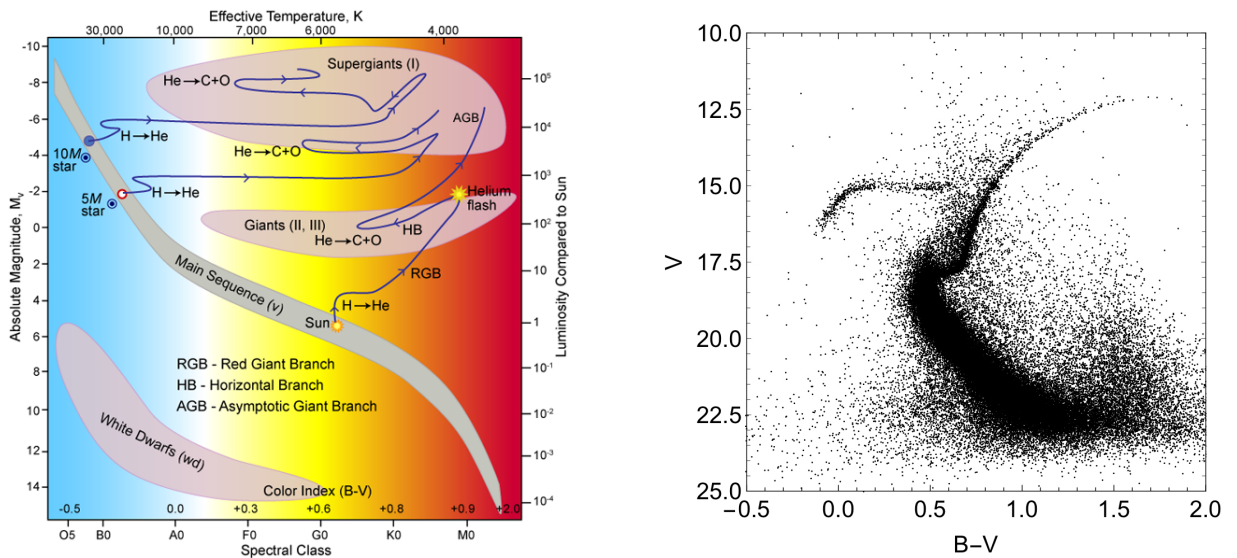 Effective Temperature, K
30,000 10,000 7,000 6,000 4,000
-10
-8
-6
-4
-2
0
2
4
6
8
10
12
14
Absolute Magnitude, Mv
10M
star
5M
star
He→C+O
Supergiants (I)
AGB
H→He
He→C+O
H→He
Helium
flash
Giants (II, III)
HB
He→C+O
RGB
Main Sequence (v)
H→He
Sun
RGB - Red Giant Branch
HB - Horizontal Branch
AGB - Asymptotic Giant Branch
White Dwarfs (wd)
Color Index (B-V)
-0.5 0.0 +0.3 +0.6 +0.8 +0.9 +2.0
O5 B0 A0 F0 G0 K0 M0
Spectral Class
10⁵
10⁴
10³
10²
10
1
10⁻¹
10⁻²
10⁻³
10⁻⁴
Luminosity Compared to Sun
10.0
12.5
15.0
17.5
20.0
22.5
25.0
V
−0.5 0.0 0.5 1.0 1.5 2.0
B−V